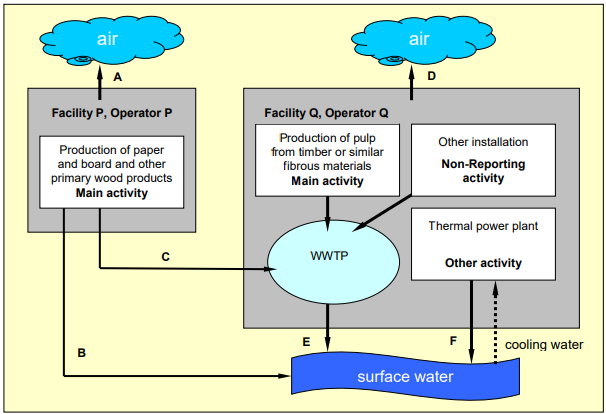 air
air
A
D
Facility P, Operator P
Facility Q, Operator Q
Production of paper
and board and other
primary wood products
Main activity
Production of pulp
from timber or similar
fibrous materials
Main activity
Other installation
Non-Reporting
activity
Thermal power plant
Other activity
WWTP
C
E
F
cooling water
B
surface water